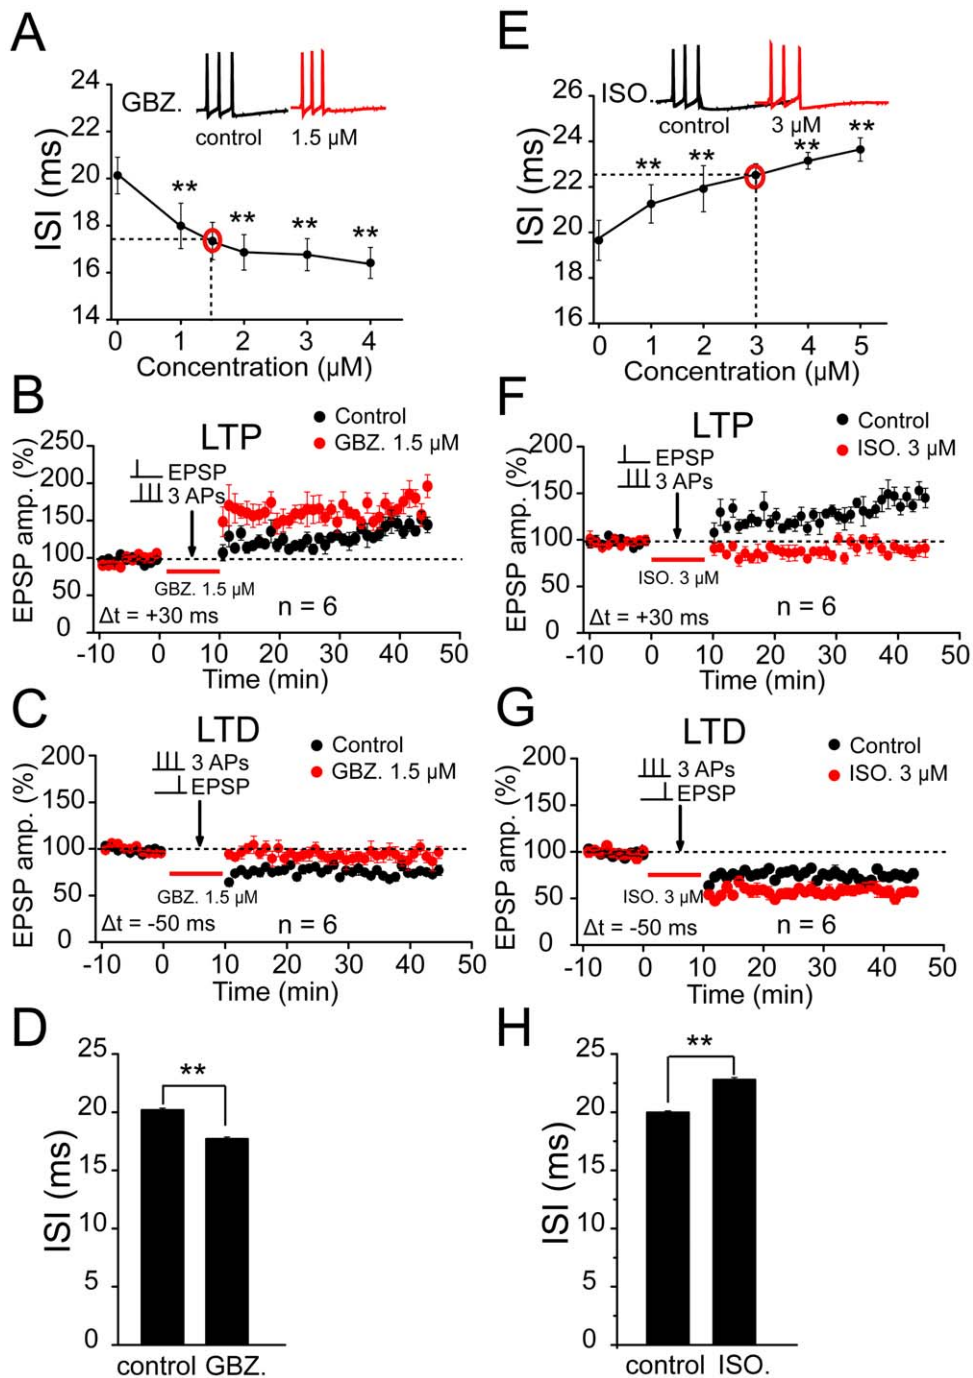 A
24
22
20
18
16
14
ISI (ms)
GBZ.
control
1.5 µM
**
**
**
**
0 1 2 3 4
Concentration (µM)
E
26
24
22
20
18
16
ISI (ms)
ISO.
control
3 µM
**
**
**
**
0 1 2 3 4 5
Concentration (µM)
B
LTP
Control
GBZ. 1.5 µM
EPSP
3 APs
250
200
150
100
50
0
EPSP amp. (%)
GBZ. 1.5 µM
Δt = +30 ms
n = 6
-10 0 10 20 30 40 50
Time (min)
F
LTP
Control
ISO. 3 µM
EPSP
3 APs
200
150
100
50
0
EPSP amp. (%)
ISO. 3 µM
Δt = +30 ms
n = 6
-10 0 10 20 30 40 50
Time (min)
C
LTD
Control
GBZ. 1.5 µM
3 APs
EPSP
200
150
100
50
0
EPSP amp. (%)
GBZ. 1.5 µM
Δt = -50 ms
n = 6
-10 0 10 20 30 40 50
Time (min)
G
LTD
Control
ISO. 3 µM
3 APs
EPSP
200
150
100
50
0
EPSP amp. (%)
ISO. 3 µM
Δt = -50 ms
n = 6
-10 0 10 20 30 40 50
Time (min)
D
25
20
15
10
5
0
ISI (ms)
**
control GBZ.
H
25
20
15
10
5
0
ISI (ms)
**
control ISO.